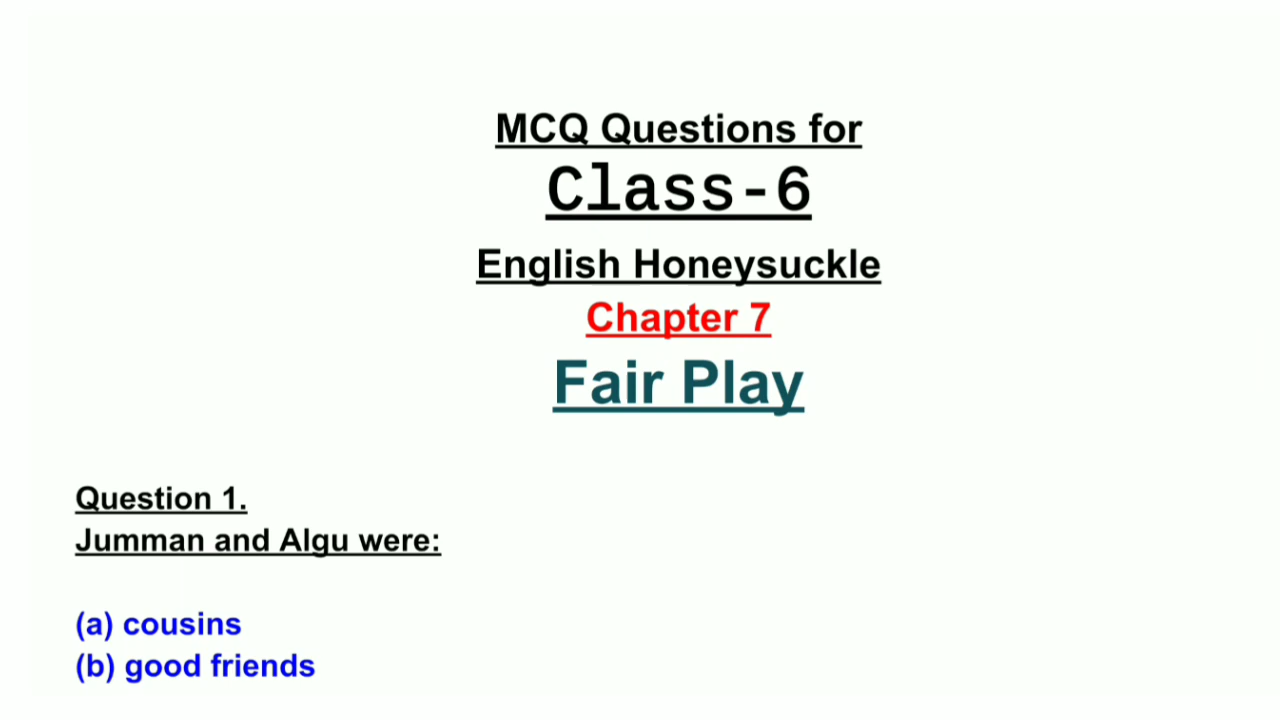 MCQ Questions for
Class-6
English Honeysuckle
Chapter 7
Fair Play
Question 1.
Jumman and Algu were:
(a) cousins
(b) good friends